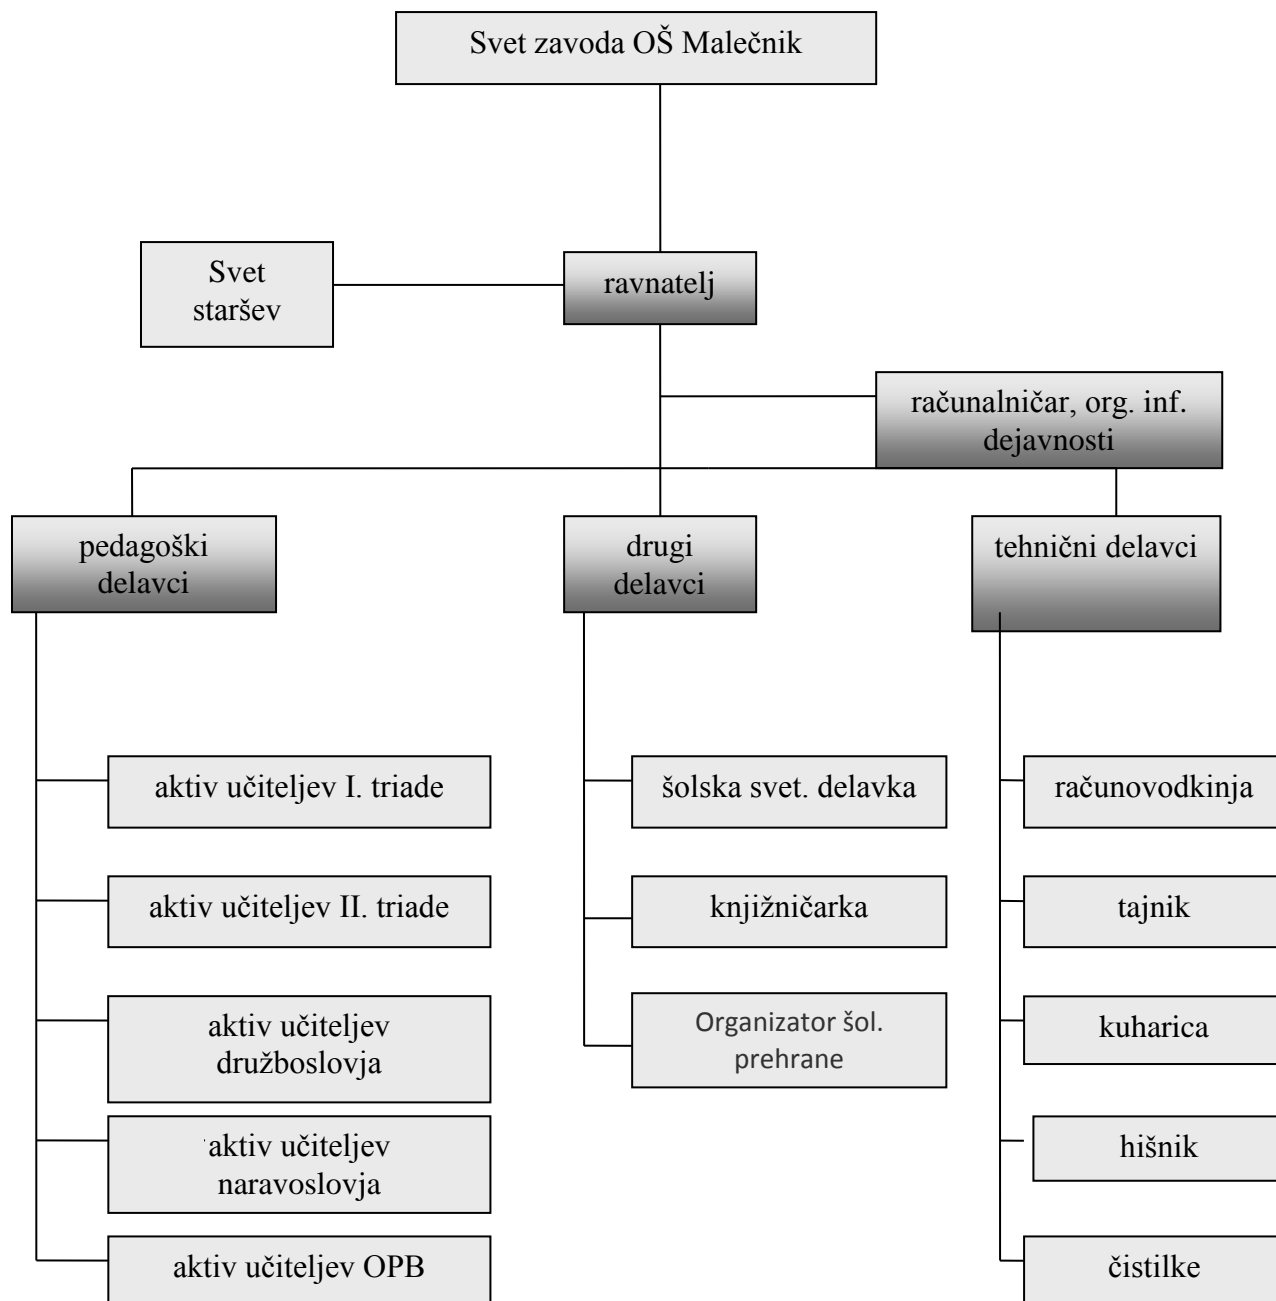 Svet zavoda OŠ Malečnik
Svet
staršev
ravnatelj
računalničar, org. inf.
dejavnosti
pedagoški
delavci
drugi
delavci
tehnični delavci
aktiv učiteljev I. triade
aktiv učiteljev II. triade
aktiv učiteljev
družboslovja
aktiv učiteljev
naravoslovja
aktiv učiteljev OPB
šolska svet. delavka
knjižničarka
Organizator šol.
prehrane
računovodkinja
tajnik
kuharica
hišnik
čistilke